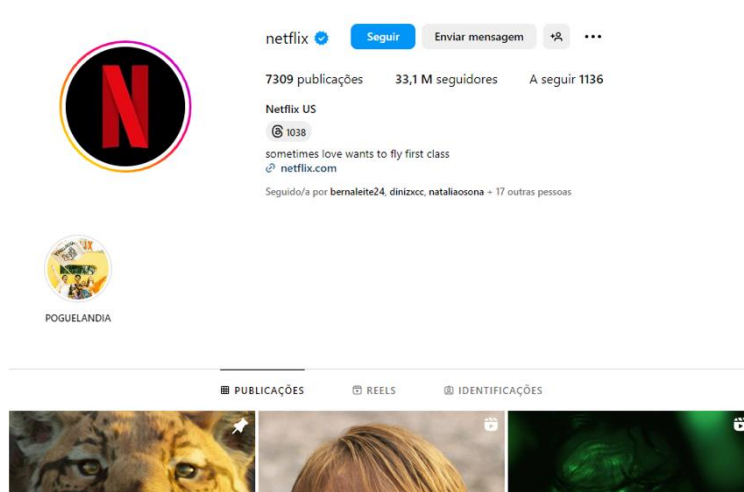 netflix Seguir Enviar mensagem
7309 publicações 33,1 M seguidores A seguir 1136
Netflix US
1038
sometimes love wants to fly first class
netflix.com
Seguido/a por bernaleite24, dinizxcc, nataliaosona + 17 outras pessoas
POGUELANDIA
PUBLICAÇÕES REELS IDENTIFICAÇÕES